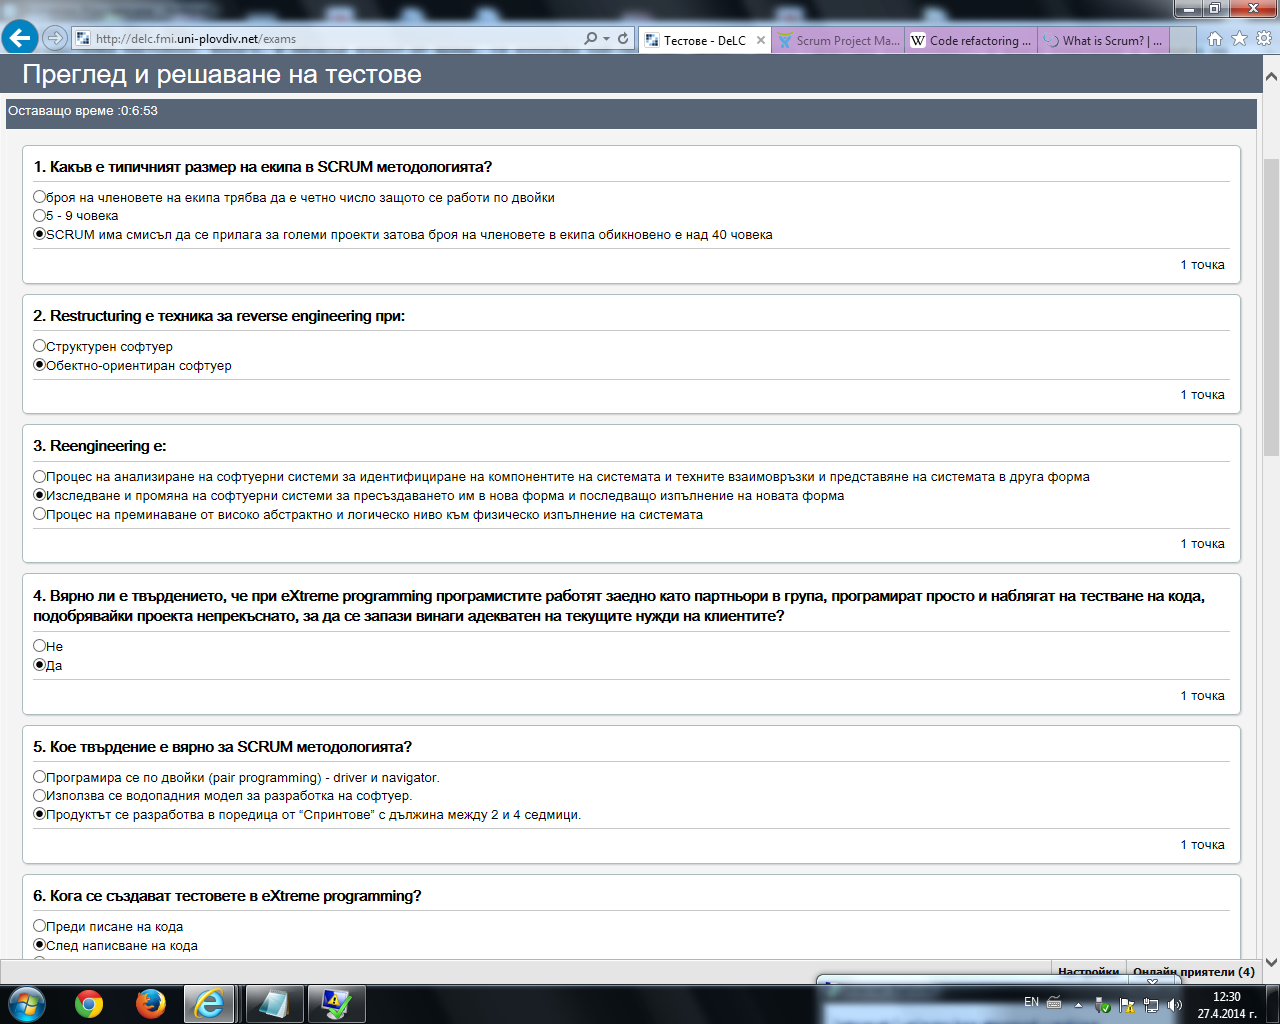 http://delc.fmi.uni-plovdiv.net/exams
Тестове - DeLC
Scrum Project Ma...
Code refactoring ...
What is Scrum? | ...
Преглед и решаване на тестове
Оставащо време :0:6:53
1. Какъв е типичният размер на екипа в SCRUM методологията?
броя на членовете на екипа трябва да е четно число защото се работи по двойки
5 - 9 човека
SCRUM има смисъл да се прилага за големи проекти затова броя на членовете в екипа обикновено е над 40 човека
1 точка
2. Restructuring е техника за reverse engineering при:
Структурен софтуер
Обектно-ориентиран софтуер
1 точка
3. Reengineering е:
Процес на анализиране на софтуерни системи за идентифициране на компонентите на системата и техните взаимовръзки и представяне на системата в друга форма
Изследване и промяна на софтуерни системи за пресъздаването им в нова форма и последващо изпълнение на новата форма
Процес на преминаване от високо абстрактно и логическо ниво към физическо изпълнение на системата
1 точка
4. Вярно ли е твърдението, че при eXtreme programming програмистите работят заедно като партньори в група, програмират просто и наблягат на тестване на кода,
подобрявайки проекта непрекъснато, за да се запази винаги адекватен на текущите нужди на клиентите?
Не
Да
1 точка
5. Кое твърдение е вярно за SCRUM методологията?
Програмира се по двойки (pair programming) - driver и navigator.
Използва се водопадния модел за разработка на софтуер.
Продуктът се разработва в поредица от “Спринтове” с дължина между 2 и 4 седмици.
1 точка
6. Кога се създават тестовете в eXtreme programming?
Преди писане на кода
След написване на кода
Настройки
Онлайн приятели (4)
EN
12:30
27.4.2014 г.